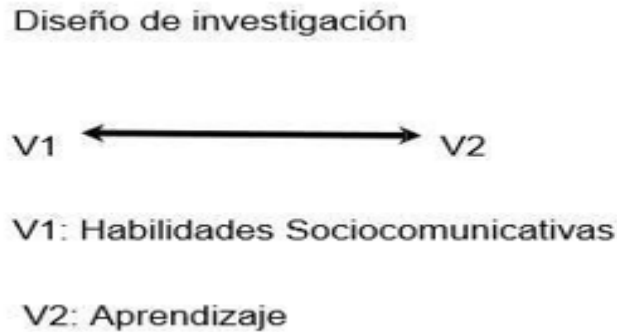 Diseño de investigación
V1 V2
V1: Habilidades Sociocomunicativas
V2: Aprendizaje